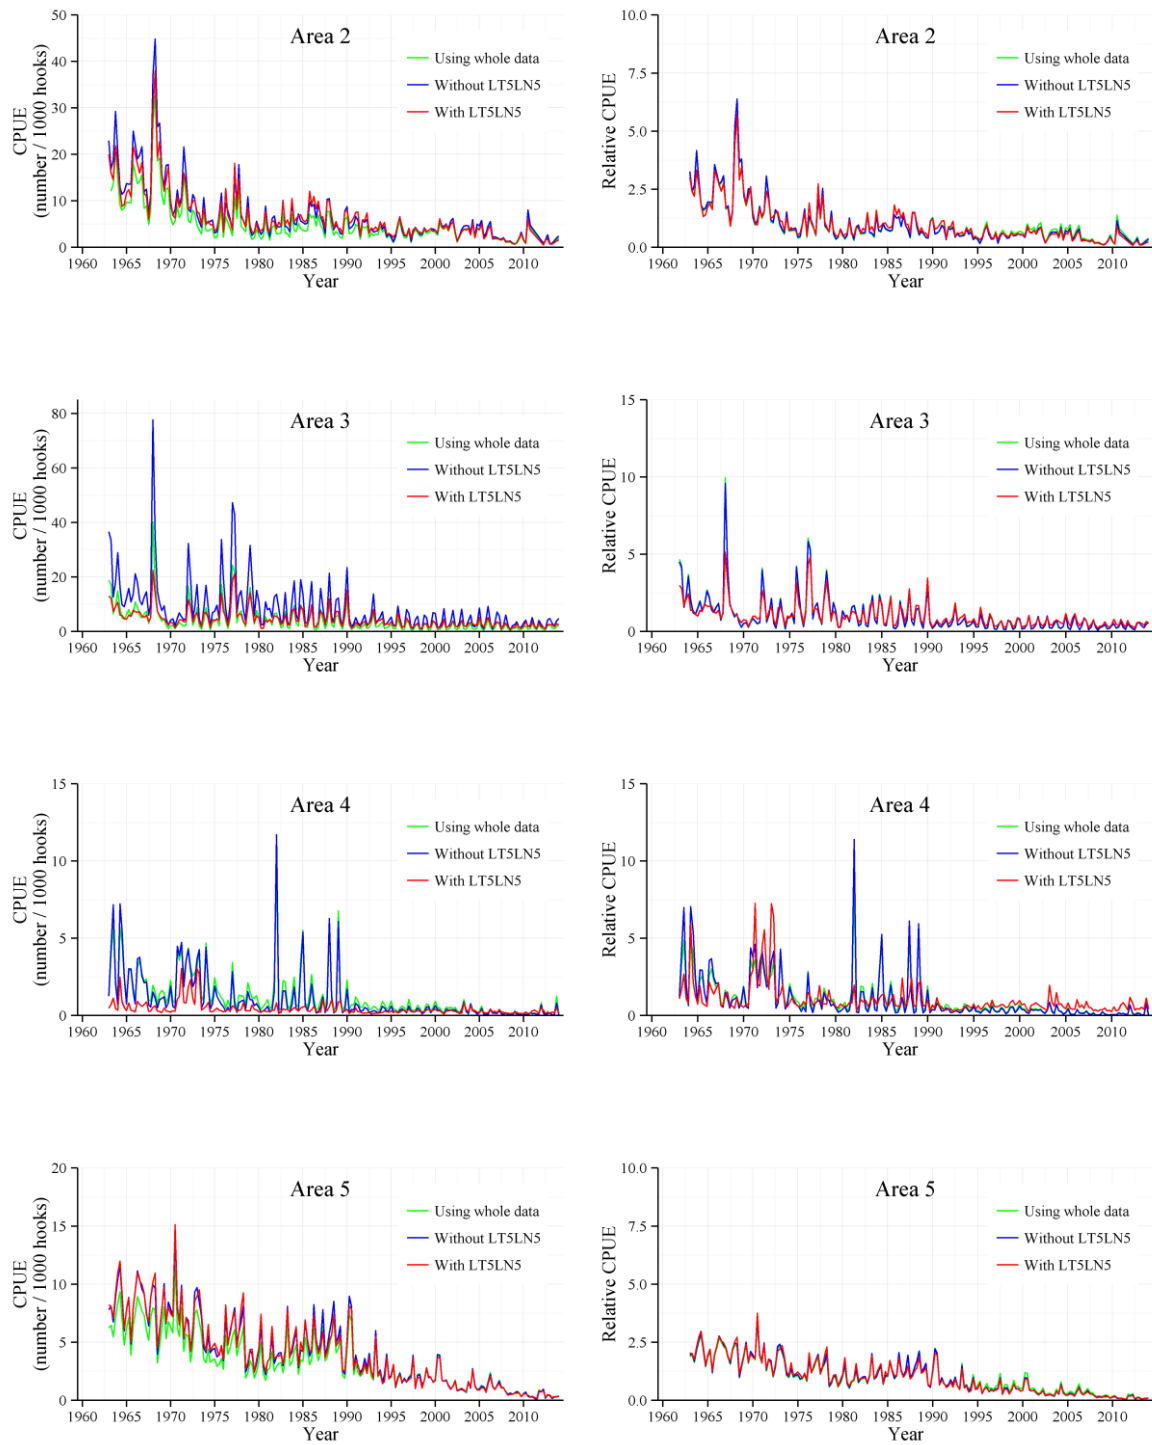 Area 2
CPUE
(number / 1000 hooks)
50
40
30
20
10
0
Using whole data
Without LT5LN5
With LT5LN5
1960 1965 1970 1975 1980 1985 1990 1995 2000 2005 2010
Year
Area 2
Relative CPUE
10.0
7.5
5.0
2.5
0.0
Using whole data
Without LT5LN5
With LT5LN5
1960 1965 1970 1975 1980 1985 1990 1995 2000 2005 2010
Year
Area 3
CPUE
(number / 1000 hooks)
80
60
40
20
0
Using whole data
Without LT5LN5
With LT5LN5
1960 1965 1970 1975 1980 1985 1990 1995 2000 2005 2010
Year
Area 3
Relative CPUE
15
10
5
0
Using whole data
Without LT5LN5
With LT5LN5
1960 1965 1970 1975 1980 1985 1990 1995 2000 2005 2010
Year
Area 4
CPUE
(number / 1000 hooks)
15
10
5
0
Using whole data
Without LT5LN5
With LT5LN5
1960 1965 1970 1975 1980 1985 1990 1995 2000 2005 2010
Year
Area 4
Relative CPUE
15
10
5
0
Using whole data
Without LT5LN5
With LT5LN5
1960 1965 1970 1975 1980 1985 1990 1995 2000 2005 2010
Year
Area 5
CPUE
(number / 1000 hooks)
20
15
10
5
0
Using whole data
Without LT5LN5
With LT5LN5
1960 1965 1970 1975 1980 1985 1990 1995 2000 2005 2010
Year
Area 5
Relative CPUE
10.0
7.5
5.0
2.5
0.0
Using whole data
Without LT5LN5
With LT5LN5
1960 1965 1970 1975 1980 1985 1990 1995 2000 2005 2010
Year